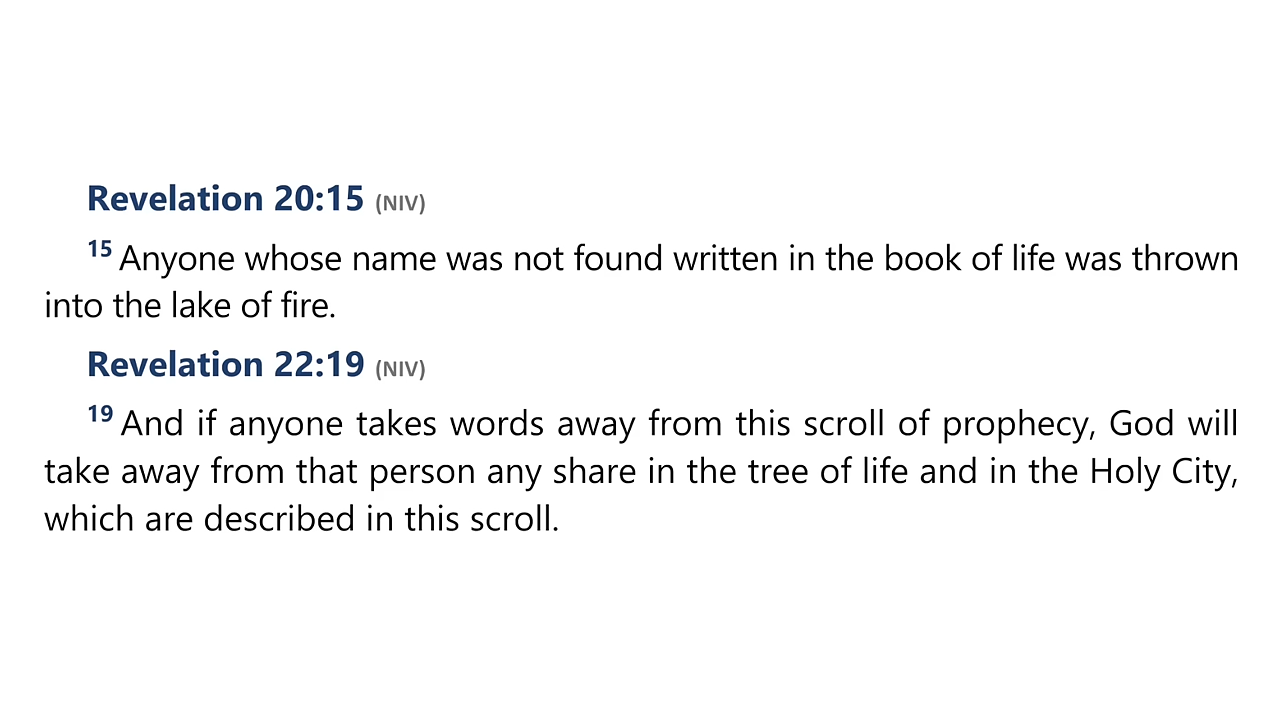 Revelation 20:15 (NIV)
15 Anyone whose name was not found written in the book of life was thrown
into the lake of fire.
Revelation 22:19 (NIV)
19 And if anyone takes words away from this scroll of prophecy, God will
take away from that person any share in the tree of life and in the Holy City,
which are described in this scroll.